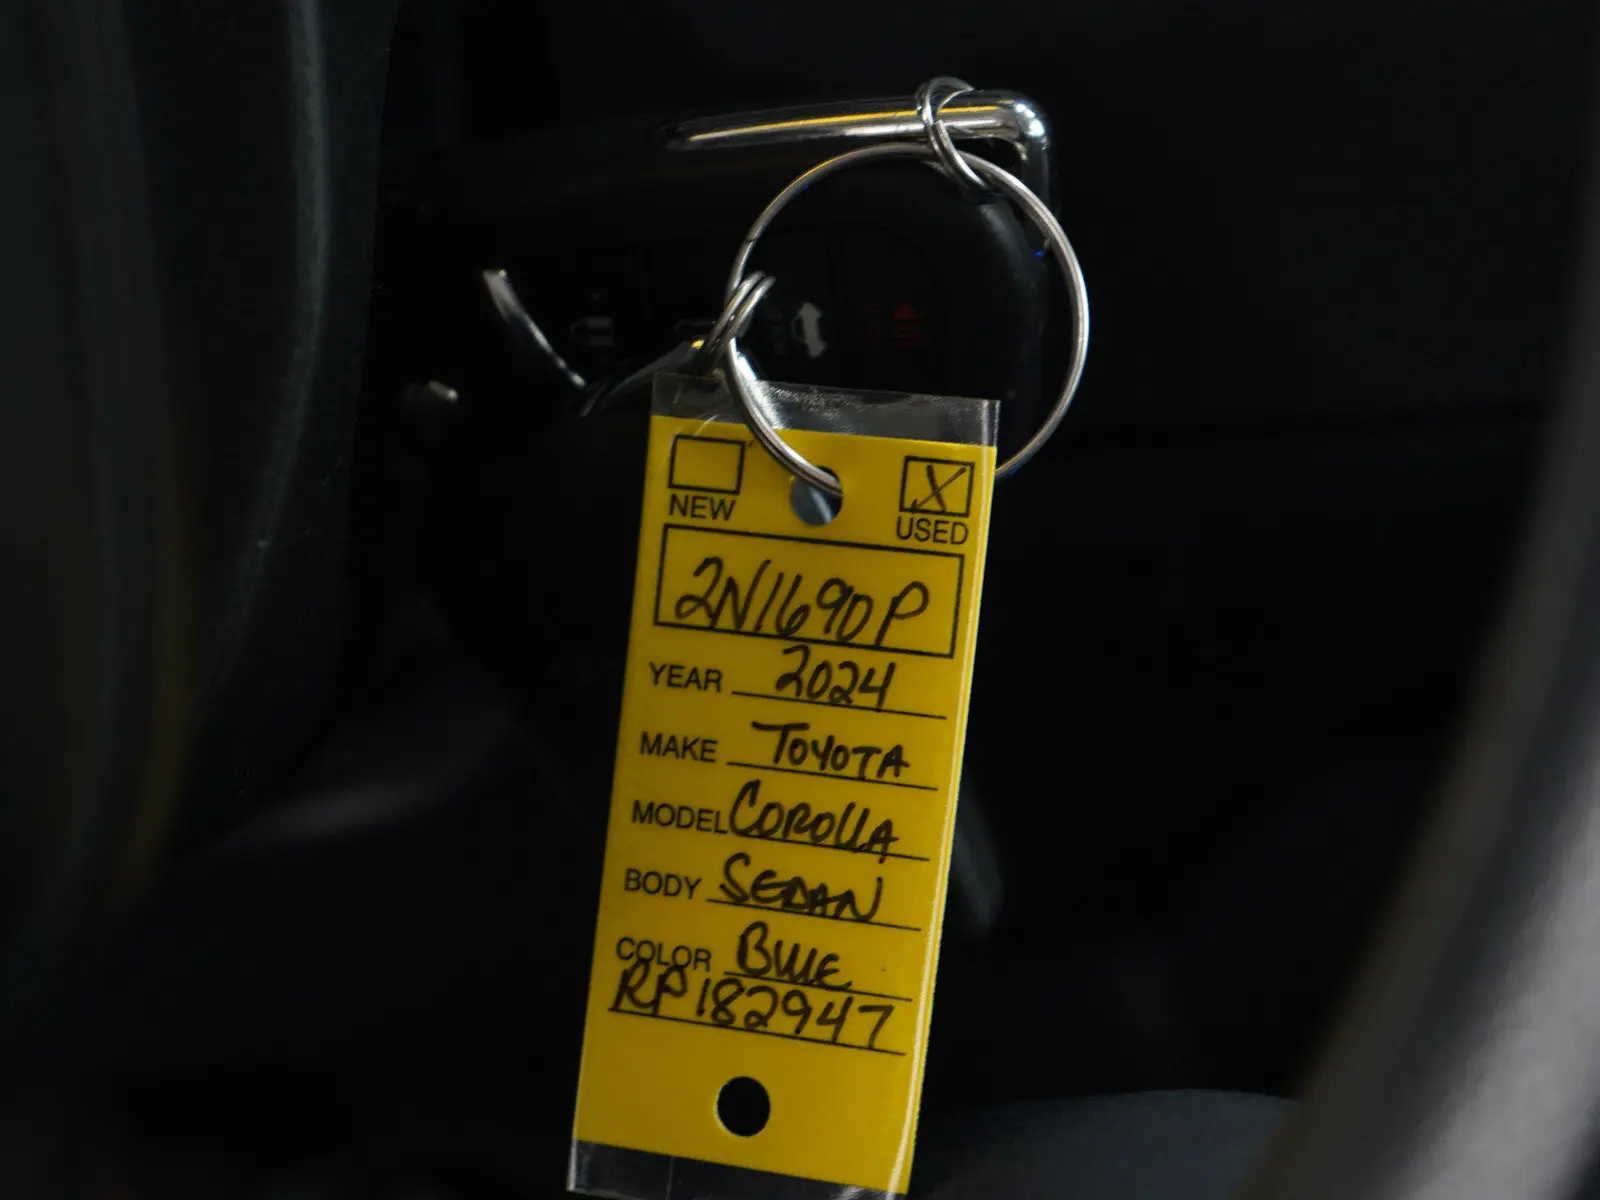 NEW
X
USED
2N1690P
YEAR 2024
MAKE TOYOTA
MODEL COROLLA
BODY SEDAN
COLOR BLUE
RP182947